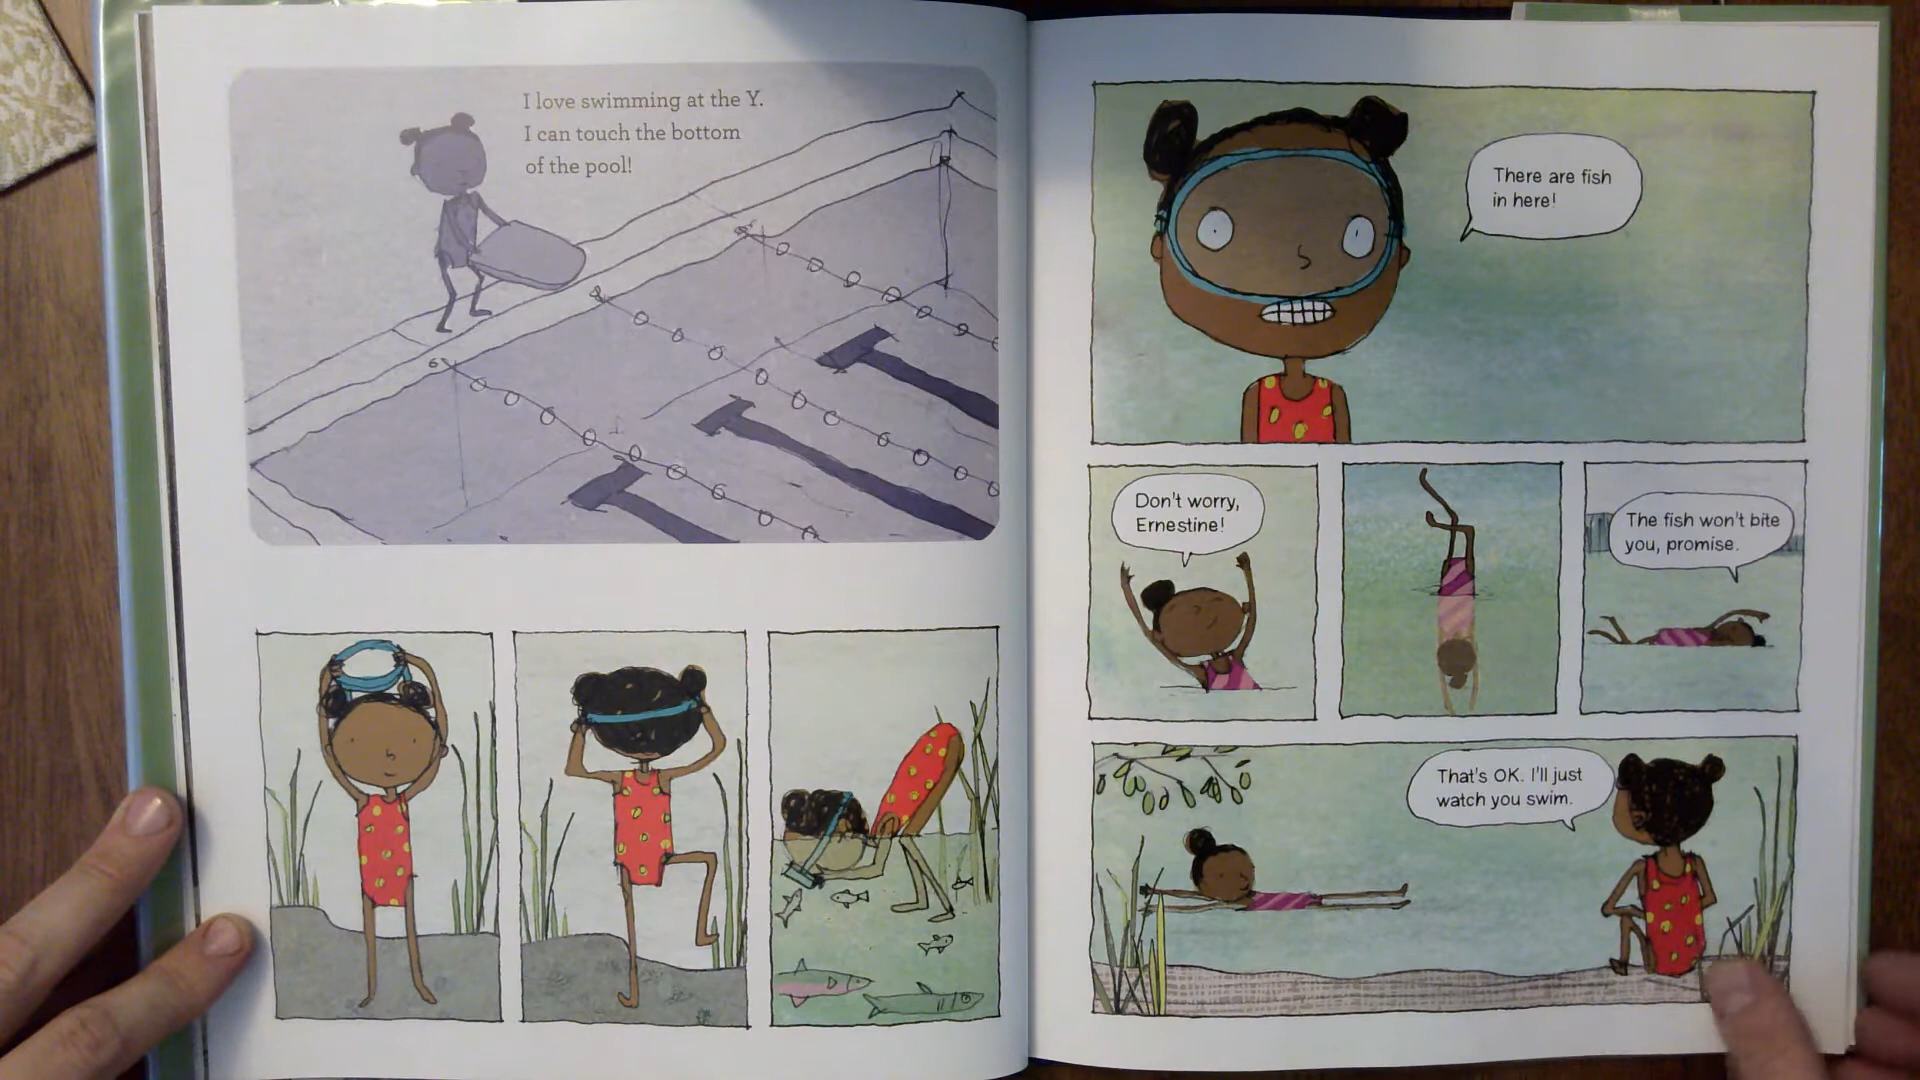 I love swimming at the Y.
I can touch the bottom
of the pool!
There are fish
in here!
Don't worry,
Ernestine!
The fish won't bite
you, promise.
That's OK. I'll just
watch you swim.